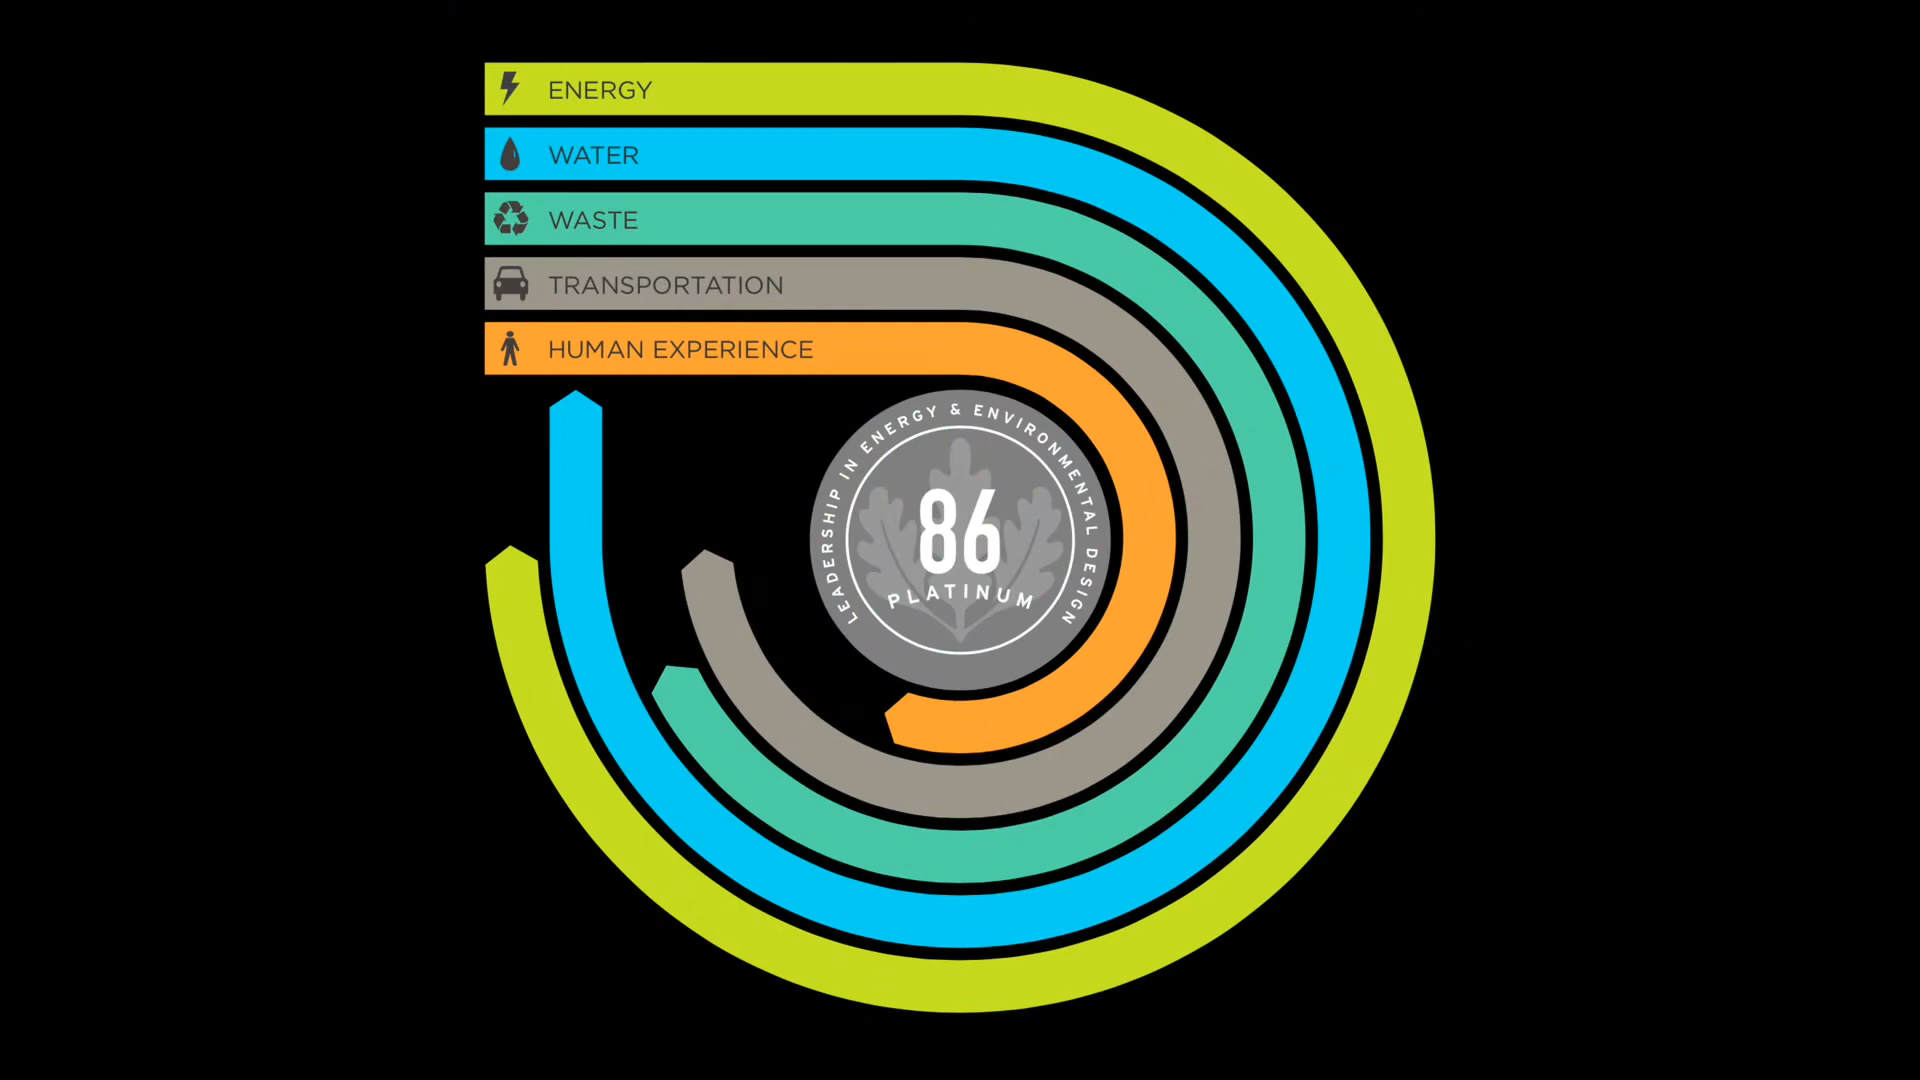 ENERGY
WATER
WASTE
TRANSPORTATION
HUMAN EXPERIENCE
LEADERSHIP IN ENERGY & ENVIRONMENTAL DESIGN
86
PLATINUM